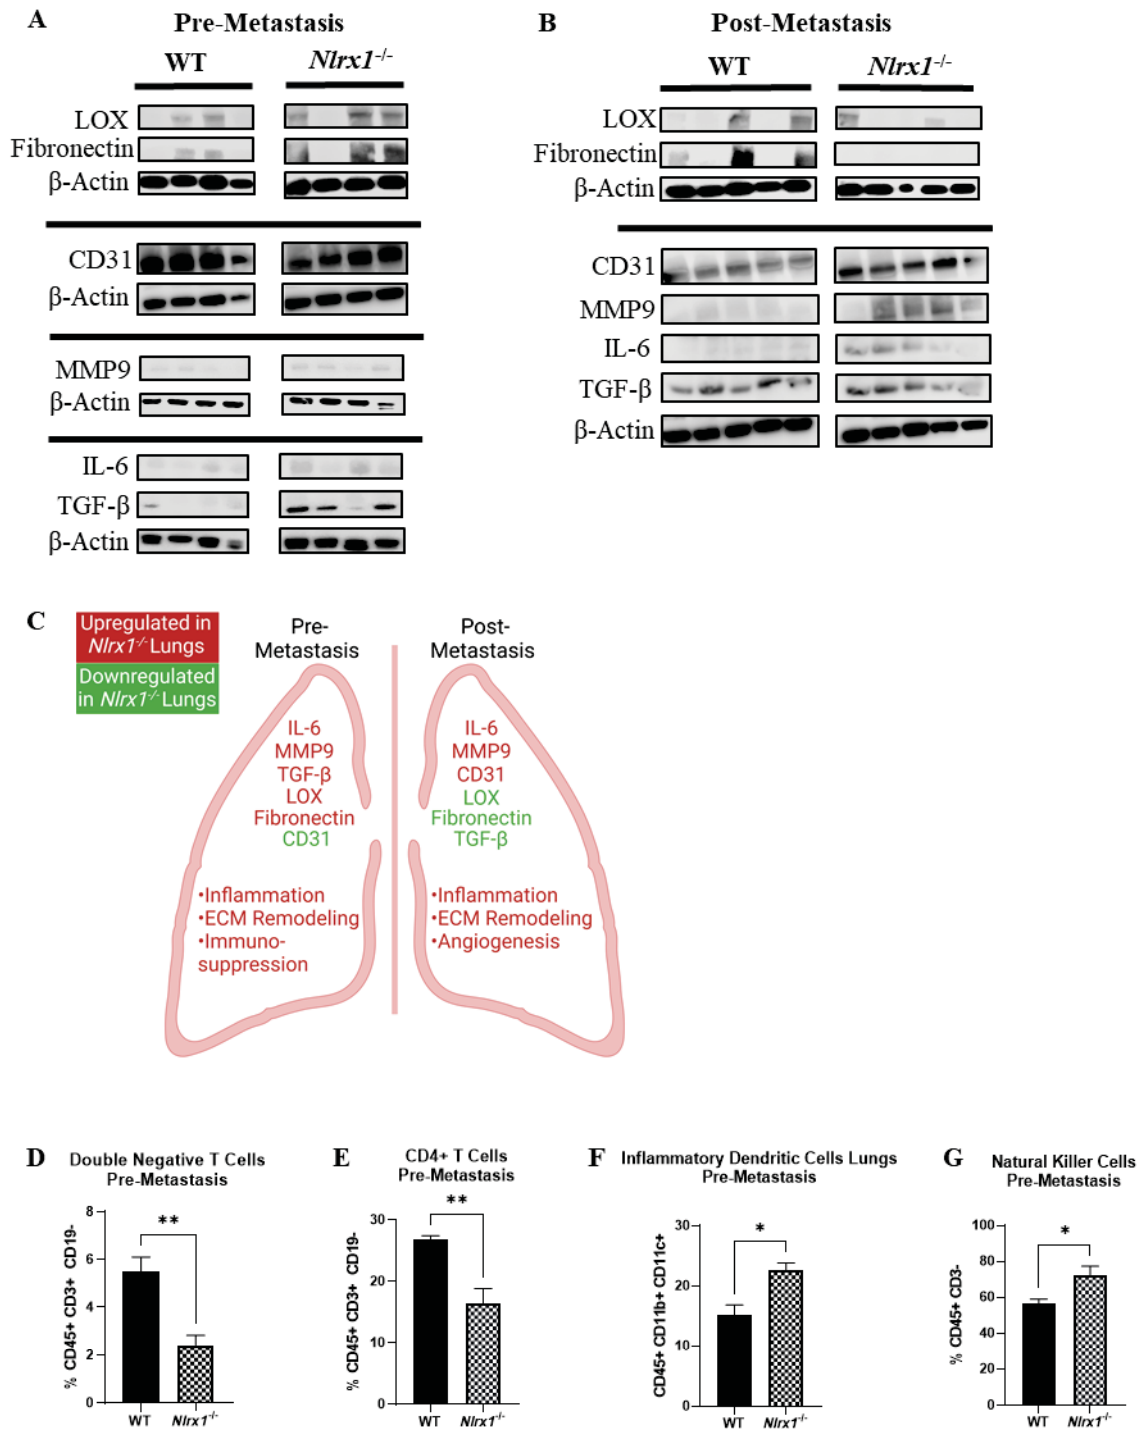 A
Pre-Metastasis
WT
Nlrx1-/-
LOX
Fibronectin
β-Actin
CD31
β-Actin
MMP9
β-Actin
IL-6
TGF-β
β-Actin
B
Post-Metastasis
WT
Nlrx1-/-
LOX
Fibronectin
β-Actin
CD31
MMP9
IL-6
TGF-β
β-Actin
C
Upregulated in
Nlrx1-/- Lungs
Downregulated
in Nlrx1-/- Lungs
Pre-
Metastasis
IL-6
MMP9
TGF-β
LOX
Fibronectin
CD31
•Inflammation
•ECM Remodeling
•Immuno-
suppression
Post-
Metastasis
IL-6
MMP9
CD31
LOX
Fibronectin
TGF-β
•Inflammation
•ECM Remodeling
•Angiogenesis
D
Double Negative T Cells
Pre-Metastasis
% CD45+ CD3+ CD19-
8
6
4
2
0
**
WT
Nlrx1-/-
E
CD4+ T Cells
Pre-Metastasis
% CD45+ CD3+ CD19-
30
20
10
0
**
WT
Nlrx1-/-
F
Inflammatory Dendritic Cells Lungs
Pre-Metastasis
CD45+ CD11b+ CD11c+
30
20
10
0
*
WT
Nlrx1-/-
G
Natural Killer Cells
Pre-Metastasis
% CD45+ CD3-
100
80
60
40
20
0
*
WT
Nlrx1-/-